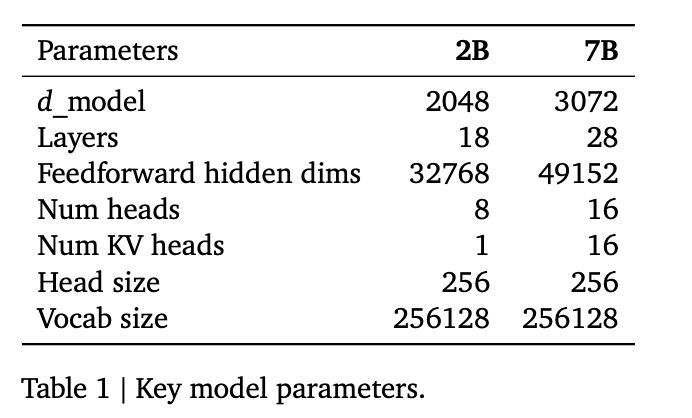 Parameters 2B 7B
d_model 2048 3072
Layers 18 28
Feedforward hidden dims 32768 49152
Num heads 8 16
Num KV heads 1 16
Head size 256 256
Vocab size 256128 256128
Table 1 | Key model parameters.